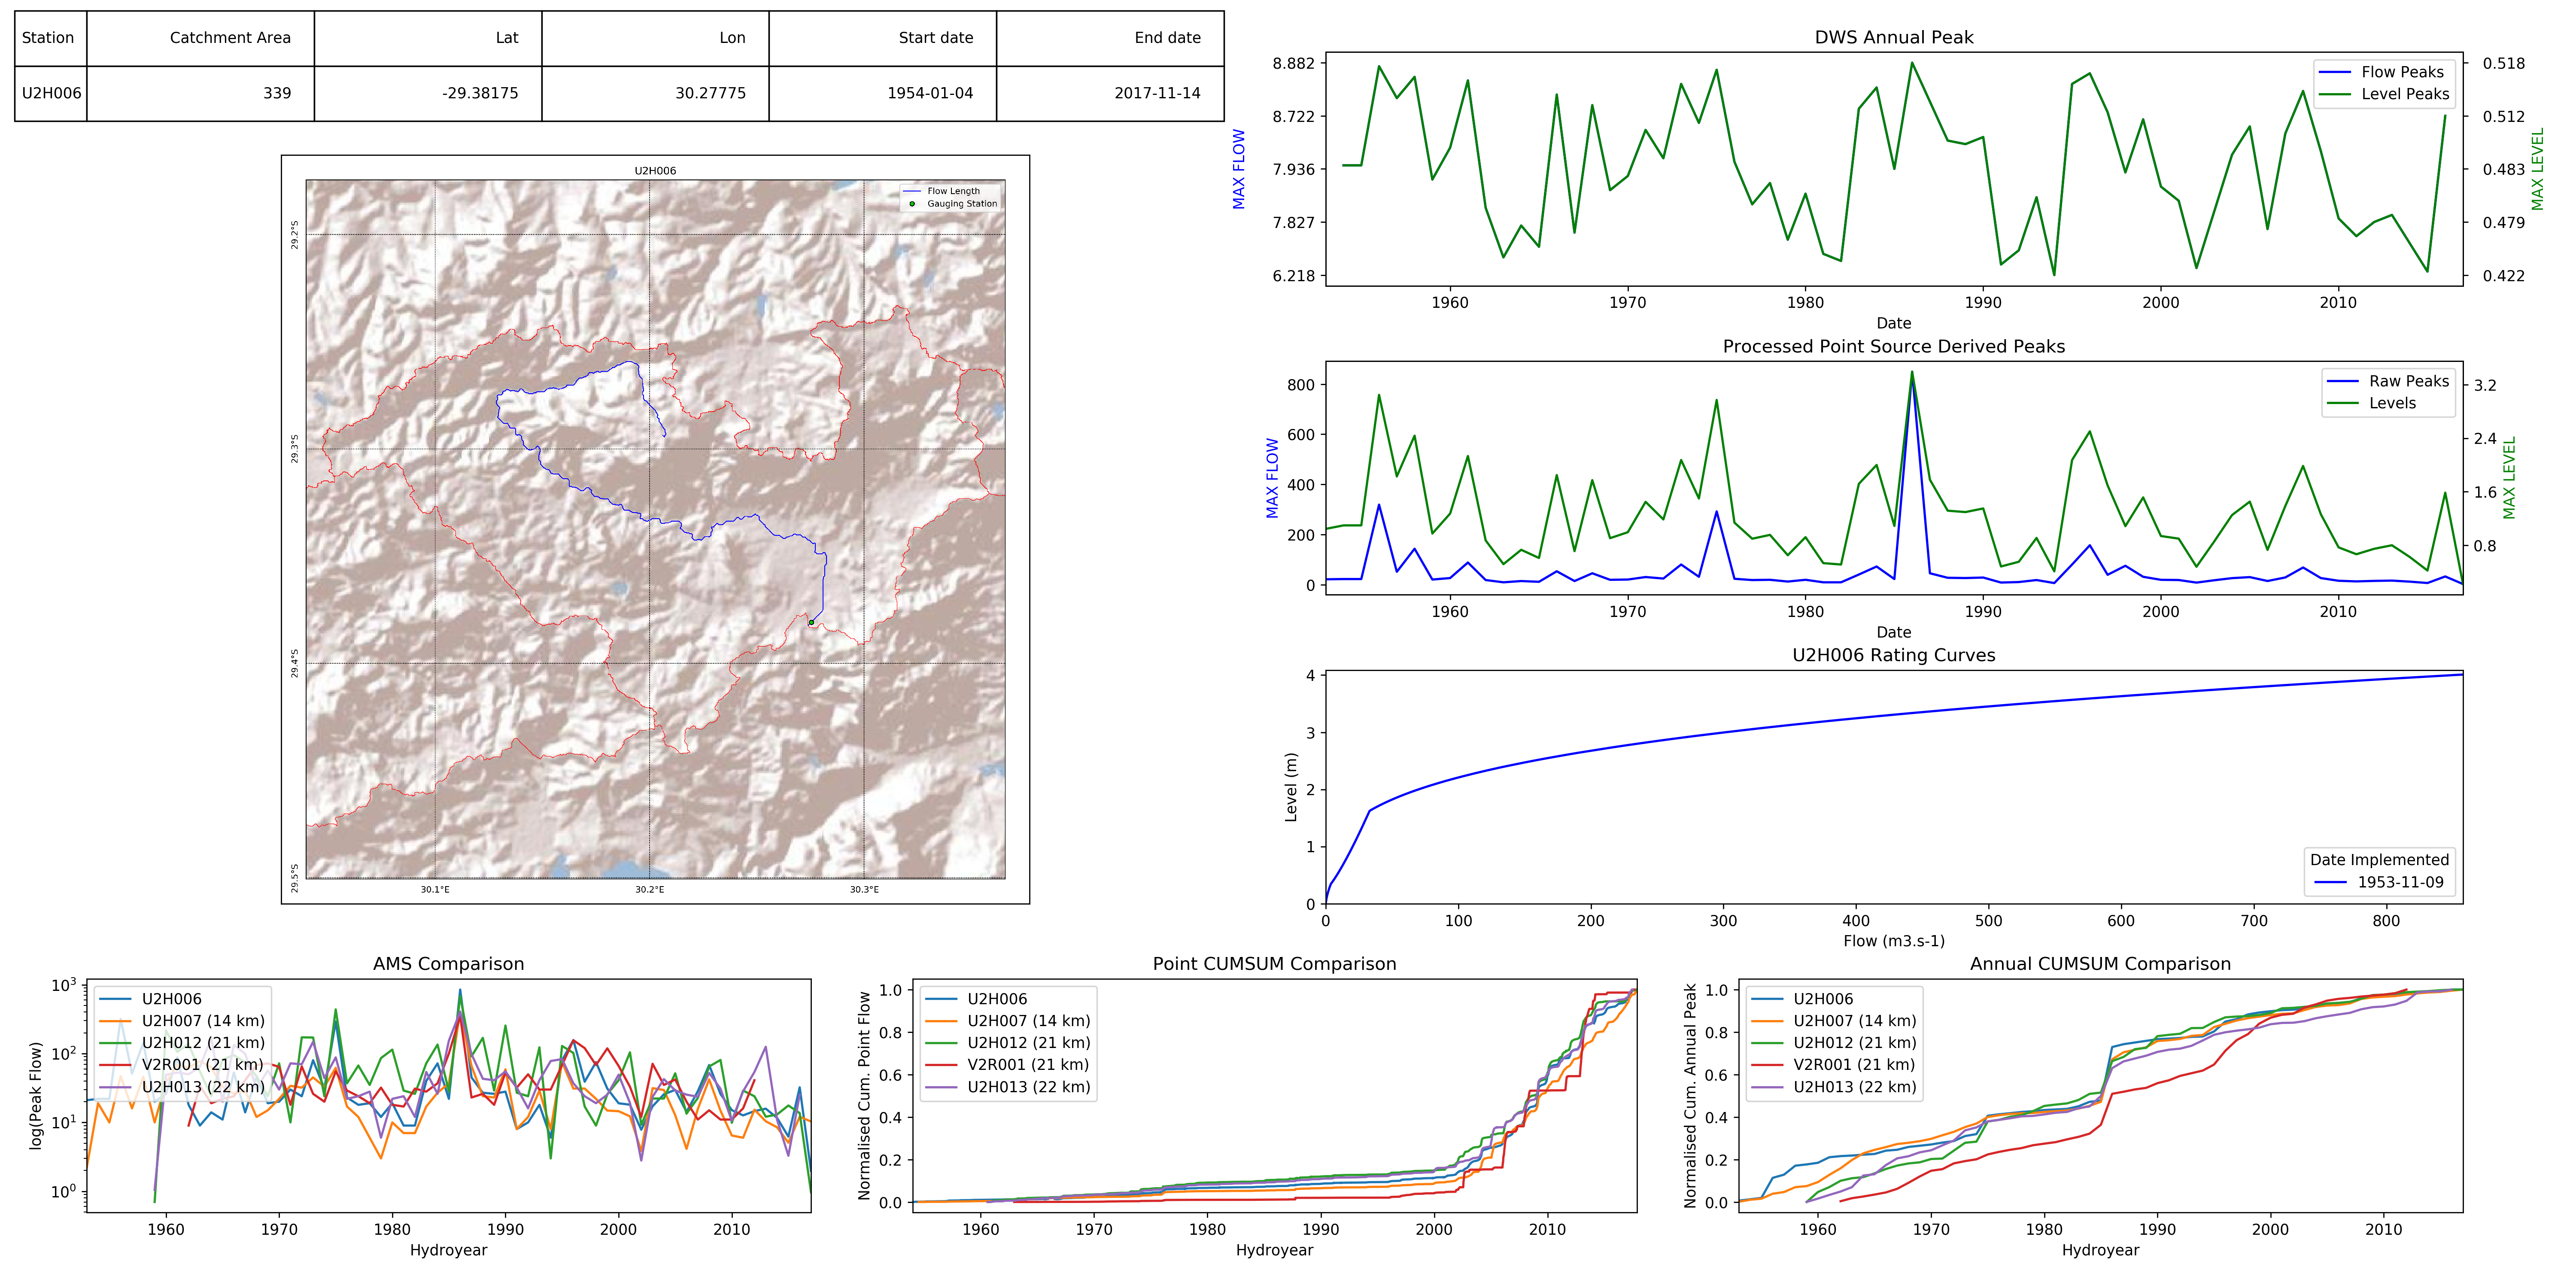 Station Catchment Area Lat Lon Start date End date
U2H006 339 -29.38175 30.27775 1954-01-04 2017-11-14
U2H006
Flow Length
Gauging Station
29.2°S
29.3°S
29.4°S
29.5°S
30.1°E 30.2°E 30.3°E
DWS Annual Peak
MAX FLOW
8.882
8.722
7.936
7.827
6.218
Flow Peaks
Level Peaks
0.518
0.512
0.483
0.479
0.422
MAX LEVEL
1960 1970 1980 1990 2000 2010
Date
Processed Point Source Derived Peaks
MAX FLOW
800
600
400
200
0
Raw Peaks
Levels
3.2
2.4
1.6
0.8
MAX LEVEL
1960 1970 1980 1990 2000 2010
Date
U2H006 Rating Curves
Level (m)
4
3
2
1
0
Date Implemented
1953-11-09
0 100 200 300 400 500 600 700 800
Flow (m3.s-1)
AMS Comparison
log(Peak Flow)
10³
10²
10¹
10⁰
U2H006
U2H007 (14 km)
U2H012 (21 km)
V2R001 (21 km)
U2H013 (22 km)
1960 1970 1980 1990 2000 2010
Hydroyear
Point CUMSUM Comparison
Normalised Cum. Point Flow
1.0
0.8
0.6
0.4
0.2
0.0
U2H006
U2H007 (14 km)
U2H012 (21 km)
V2R001 (21 km)
U2H013 (22 km)
1960 1970 1980 1990 2000 2010
Hydroyear
Annual CUMSUM Comparison
Normalised Cum. Annual Peak
1.0
0.8
0.6
0.4
0.2
0.0
U2H006
U2H007 (14 km)
U2H012 (21 km)
V2R001 (21 km)
U2H013 (22 km)
1960 1970 1980 1990 2000 2010
Hydroyear